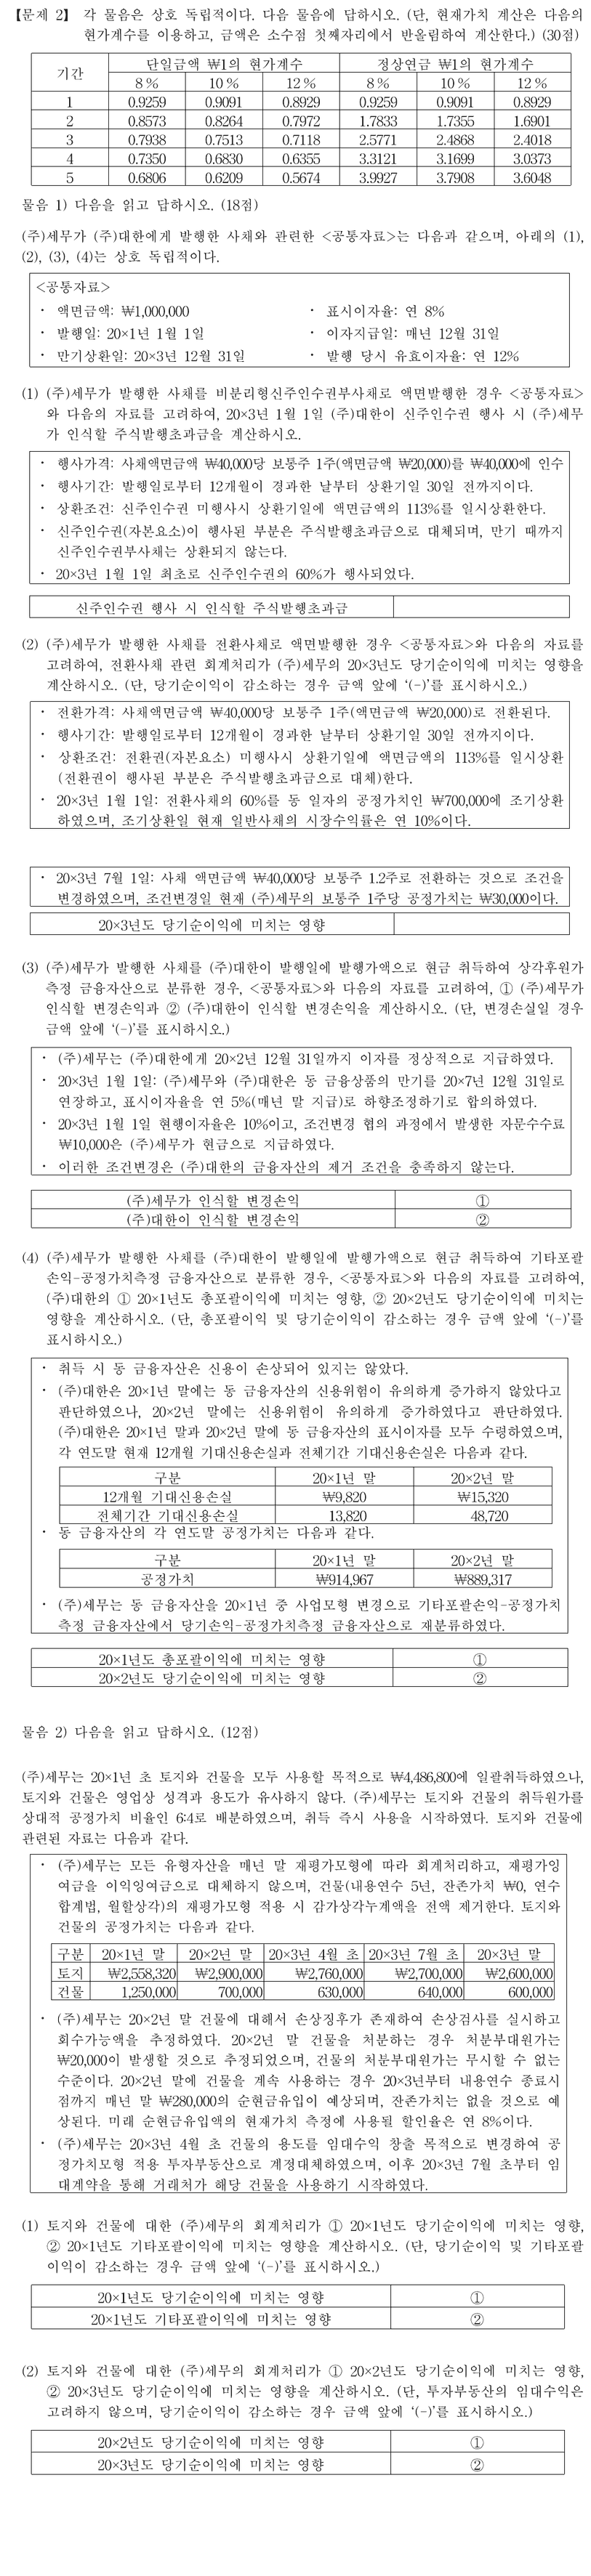 【문제 2】 각 물음은 상호 독립적이다. 다음 물음에 답하시오. (단, 현재가치 계산은 다음의
현가계수를 이용하고, 금액은 소수점 첫째자리에서 반올림하여 계산한다.) (30점)
기간 단일금액 ₩1의 현가계수 정상연금 ₩1의 현가계수
8% 10% 12% 8% 10% 12%
1 0.9259 0.9091 0.8929 0.9259 0.9091 0.8929
2 0.8573 0.8264 0.7972 1.7833 1.7355 1.6901
3 0.7938 0.7513 0.7118 2.5771 2.4868 2.4018
4 0.7350 0.6830 0.6355 3.3121 3.1699 3.0373
5 0.6806 0.6209 0.5674 3.9927 3.7908 3.6048
물음 1) 다음을 읽고 답하시오. (18점)
(주)세무가 (주)대한에게 발행한 사채와 관련한 <공통자료>는 다음과 같으며, 아래의 (1),
(2), (3), (4)는 상호 독립적이다.
<공통자료>
· 액면금액: ₩1,000,000 · 표시이자율: 연 8%
· 발행일: 20×1년 1월 1일 · 이자지급일: 매년 12월 31일
· 만기상환일: 20×3년 12월 31일 · 발행 당시 유효이자율: 연 12%
(1) (주)세무가 발행한 사채를 비분리형신주인수권부사채로 액면발행한 경우 <공통자료>
와 다음의 자료를 고려하여, 20×3년 1월 1일 (주)대한이 신주인수권 행사 시 (주)세무
가 인식할 주식발행초과금을 계산하시오.
· 행사가격: 사채액면금액 ₩40,000당 보통주 1주(액면금액 ₩20,000)를 ₩40,000에 인수
· 행사기간: 발행일로부터 12개월이 경과한 날부터 상환기일 30일 전까지이다.
· 상환조건: 신주인수권 미행사시 상환기일에 액면금액의 113%를 일시상환한다.
· 신주인수권(자본요소)이 행사된 부분은 주식발행초과금으로 대체되며, 만기 때까지
신주인수권부사채는 상환되지 않는다.
· 20×3년 1월 1일 최초로 신주인수권의 60%가 행사되었다.
신주인수권 행사 시 인식할 주식발행초과금
(2) (주)세무가 발행한 사채를 전환사채로 액면발행한 경우 <공통자료>와 다음의 자료를
고려하여, 전환사채 관련 회계처리가 (주)세무의 20×3년도 당기순이익에 미치는 영향을
계산하시오. (단, 당기순이익이 감소하는 경우 금액 앞에 ‘(-)’를 표시하시오.)
· 전환가격: 사채액면금액 ₩40,000당 보통주 1주(액면금액 ₩20,000)로 전환된다.
· 행사기간: 발행일로부터 12개월이 경과한 날부터 상환기일 30일 전까지이다.
· 상환조건: 전환권(자본요소) 미행사시 상환기일에 액면금액의 113%를 일시상환
(전환권이 행사된 부분은 주식발행초과금으로 대체)한다.
· 20×3년 1월 1일: 전환사채의 60%를 동 일자의 공정가치인 ₩700,000에 조기상환
하였으며, 조기상환일 현재 일반사채의 시장수익률은 연 10%이다.
· 20×3년 7월 1일: 사채 액면금액 ₩40,000당 보통주 1.2주로 전환하는 것으로 조건을
변경하였으며, 조건변경일 현재 (주)세무의 보통주 1주당 공정가치는 ₩30,000이다.
20×3년도 당기순이익에 미치는 영향
(3) (주)세무가 발행한 사채를 (주)대한이 발행일에 발행가액으로 현금 취득하여 상각후원가
측정 금융자산으로 분류한 경우, <공통자료>와 다음의 자료를 고려하여, ① (주)세무가
인식할 변경손익과 ② (주)대한이 인식할 변경손익을 계산하시오. (단, 변경손실일 경우
금액 앞에 ‘(-)’를 표시하시오.)
· (주)세무는 (주)대한에게 20×2년 12월 31일까지 이자를 정상적으로 지급하였다.
· 20×3년 1월 1일: (주)세무와 (주)대한은 동 금융상품의 만기를 20×7년 12월 31일로
연장하고, 표시이자율을 연 5%(매년 말 지급)로 하향조정하기로 합의하였다.
· 20×3년 1월 1일 현행이자율은 10%이고, 조건변경 협의 과정에서 발생한 자문수수료
₩10,000은 (주)세무가 현금으로 지급하였다.
· 이러한 조건변경은 (주)대한의 금융자산의 제거 조건을 충족하지 않는다.
(주)세무가 인식할 변경손익 ①
(주)대한이 인식할 변경손익 ②
(4) (주)세무가 발행한 사채를 (주)대한이 발행일에 발행가액으로 현금 취득하여 기타포괄
손익-공정가치측정 금융자산으로 분류한 경우, <공통자료>와 다음의 자료를 고려하여,
(주)대한의 ① 20×1년도 총포괄이익에 미치는 영향, ② 20×2년도 당기순이익에 미치는
영향을 계산하시오. (단, 총포괄이익 및 당기순이익이 감소하는 경우 금액 앞에 ‘(-)’를
표시하시오.)
· 취득 시 동 금융자산은 신용이 손상되어 있지는 않았다.
· (주)대한은 20×1년 말에는 동 금융자산의 신용위험이 유의하게 증가하지 않았다고
판단하였으나, 20×2년 말에는 신용위험이 유의하게 증가하였다고 판단하였다.
(주)대한은 20×1년 말과 20×2년 말에 동 금융자산의 표시이자를 모두 수령하였으며,
각 연도말 현재 12개월 기대신용손실과 전체기간 기대신용손실은 다음과 같다.
구분 20×1년 말 20×2년 말
12개월 기대신용손실 ₩9,820 ₩15,320
전체기간 기대신용손실 13,820 48,720
· 동 금융자산의 각 연도말 공정가치는 다음과 같다.
구분 20×1년 말 20×2년 말
공정가치 ₩914,967 ₩889,317
· (주)세무는 동 금융자산을 20×1년 중 사업모형 변경으로 기타포괄손익-공정가치
측정 금융자산에서 당기손익-공정가치측정 금융자산으로 재분류하였다.
20×1년도 총포괄이익에 미치는 영향 ①
20×2년도 당기순이익에 미치는 영향 ②
물음 2) 다음을 읽고 답하시오. (12점)
(주)세무는 20×1년 초 토지와 건물을 모두 사용할 목적으로 ₩4,486,800에 일괄취득하였으나,
토지와 건물은 영업상 성격과 용도가 유사하지 않다. (주)세무는 토지와 건물의 취득원가를
상대적 공정가치 비율인 6:4로 배분하였으며, 취득 즉시 사용을 시작하였다. 토지와 건물에
관련된 자료는 다음과 같다.
· (주)세무는 모든 유형자산을 매년 말 재평가모형에 따라 회계처리하고, 재평가잉
여금을 이익잉여금으로 대체하지 않으며, 건물(내용연수 5년, 잔존가치 ₩0, 연수
합계법, 월할상각)의 재평가모형 적용 시 감가상각누계액을 전액 제거한다. 토지와
건물의 공정가치는 다음과 같다.
구분 20×1년 말 20×2년 말 20×3년 4월 초 20×3년 7월 초 20×3년 말
토지 ₩2,558,320 ₩2,900,000 ₩2,760,000 ₩2,700,000 ₩2,600,000
건물 1,250,000 700,000 630,000 640,000 600,000
· (주)세무는 20×2년 말 건물에 대해서 손상징후가 존재하여 손상검사를 실시하고
회수가능액을 추정하였다. 20×2년 말 건물을 처분하는 경우 처분부대원가는
₩20,000이 발생할 것으로 추정되었으며, 건물의 처분부대원가는 무시할 수 없는
수준이다. 20×2년 말에 건물을 계속 사용하는 경우 20×3년부터 내용연수 종료시
점까지 매년 말 ₩280,000의 순현금유입이 예상되며, 잔존가치는 없을 것으로 예
상된다. 미래 순현금유입액의 현재가치 측정에 사용될 할인율은 연 8%이다.
· (주)세무는 20×3년 4월 초 건물의 용도를 임대수익 창출 목적으로 변경하여 공
정가치모형 적용 투자부동산으로 계정대체하였으며, 이후 20×3년 7월 초부터 임
대계약을 통해 거래처가 해당 건물을 사용하기 시작하였다.
(1) 토지와 건물에 대한 (주)세무의 회계처리가 ① 20×1년도 당기순이익에 미치는 영향,
② 20×1년도 기타포괄이익에 미치는 영향을 계산하시오. (단, 당기순이익 및 기타포괄
이익이 감소하는 경우 금액 앞에 ‘(-)’를 표시하시오.)
20×1년도 당기순이익에 미치는 영향 ①
20×1년도 기타포괄이익에 미치는 영향 ②
(2) 토지와 건물에 대한 (주)세무의 회계처리가 ① 20×2년도 당기순이익에 미치는 영향,
② 20×3년도 당기순이익에 미치는 영향을 계산하시오. (단, 투자부동산의 임대수익은
고려하지 않으며, 당기순이익이 감소하는 경우 금액 앞에 ‘(-)’를 표시하시오.)
20×2년도 당기순이익에 미치는 영향 ①
20×3년도 당기순이익에 미치는 영향 ②